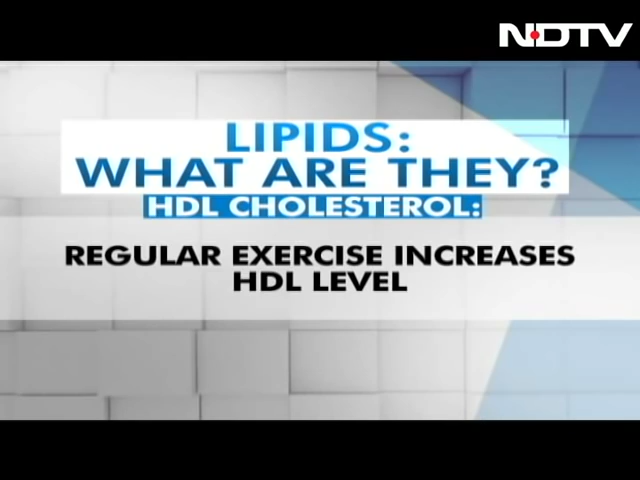 NDTV
LIPIDS:
WHAT ARE THEY?
HDL CHOLESTEROL:
REGULAR EXERCISE INCREASES
HDL LEVEL